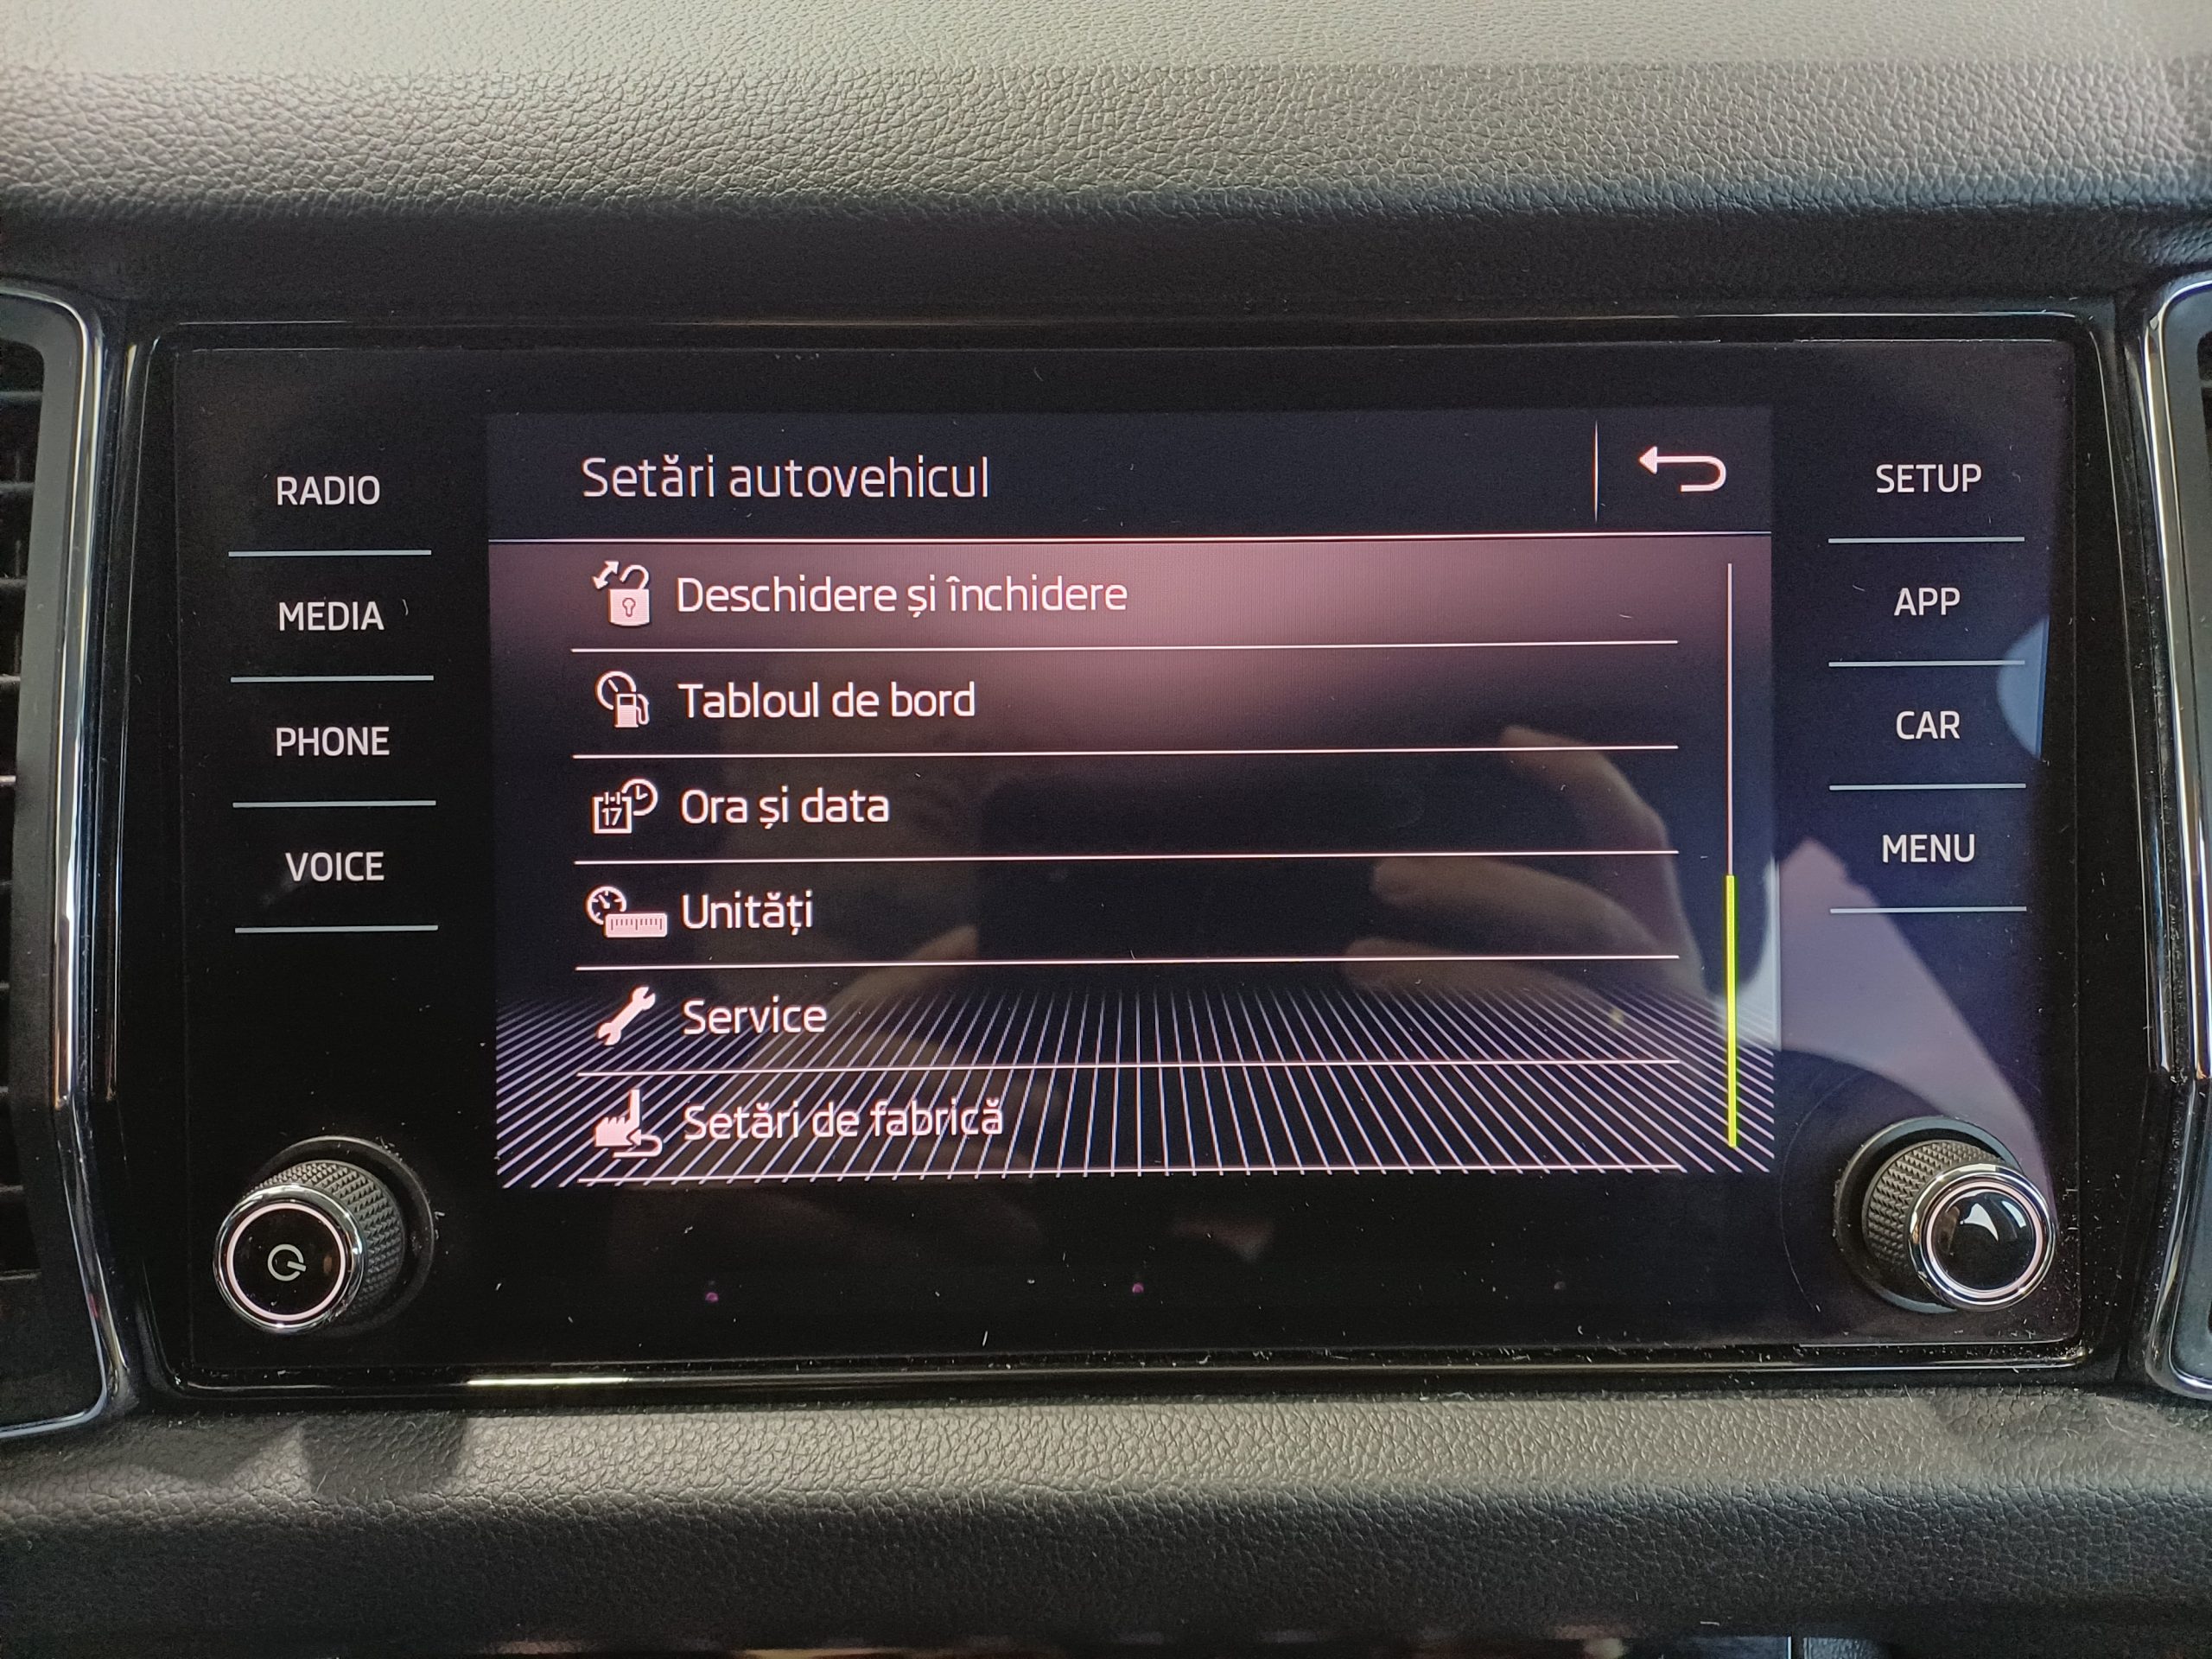 RADIO
MEDIA
PHONE
VOICE
Setări autovehicul
Deschidere și închidere
Tabloul de bord
17
Ora și data
Unități
Service
Setări de fabrică
SETUP
APP
CAR
MENU